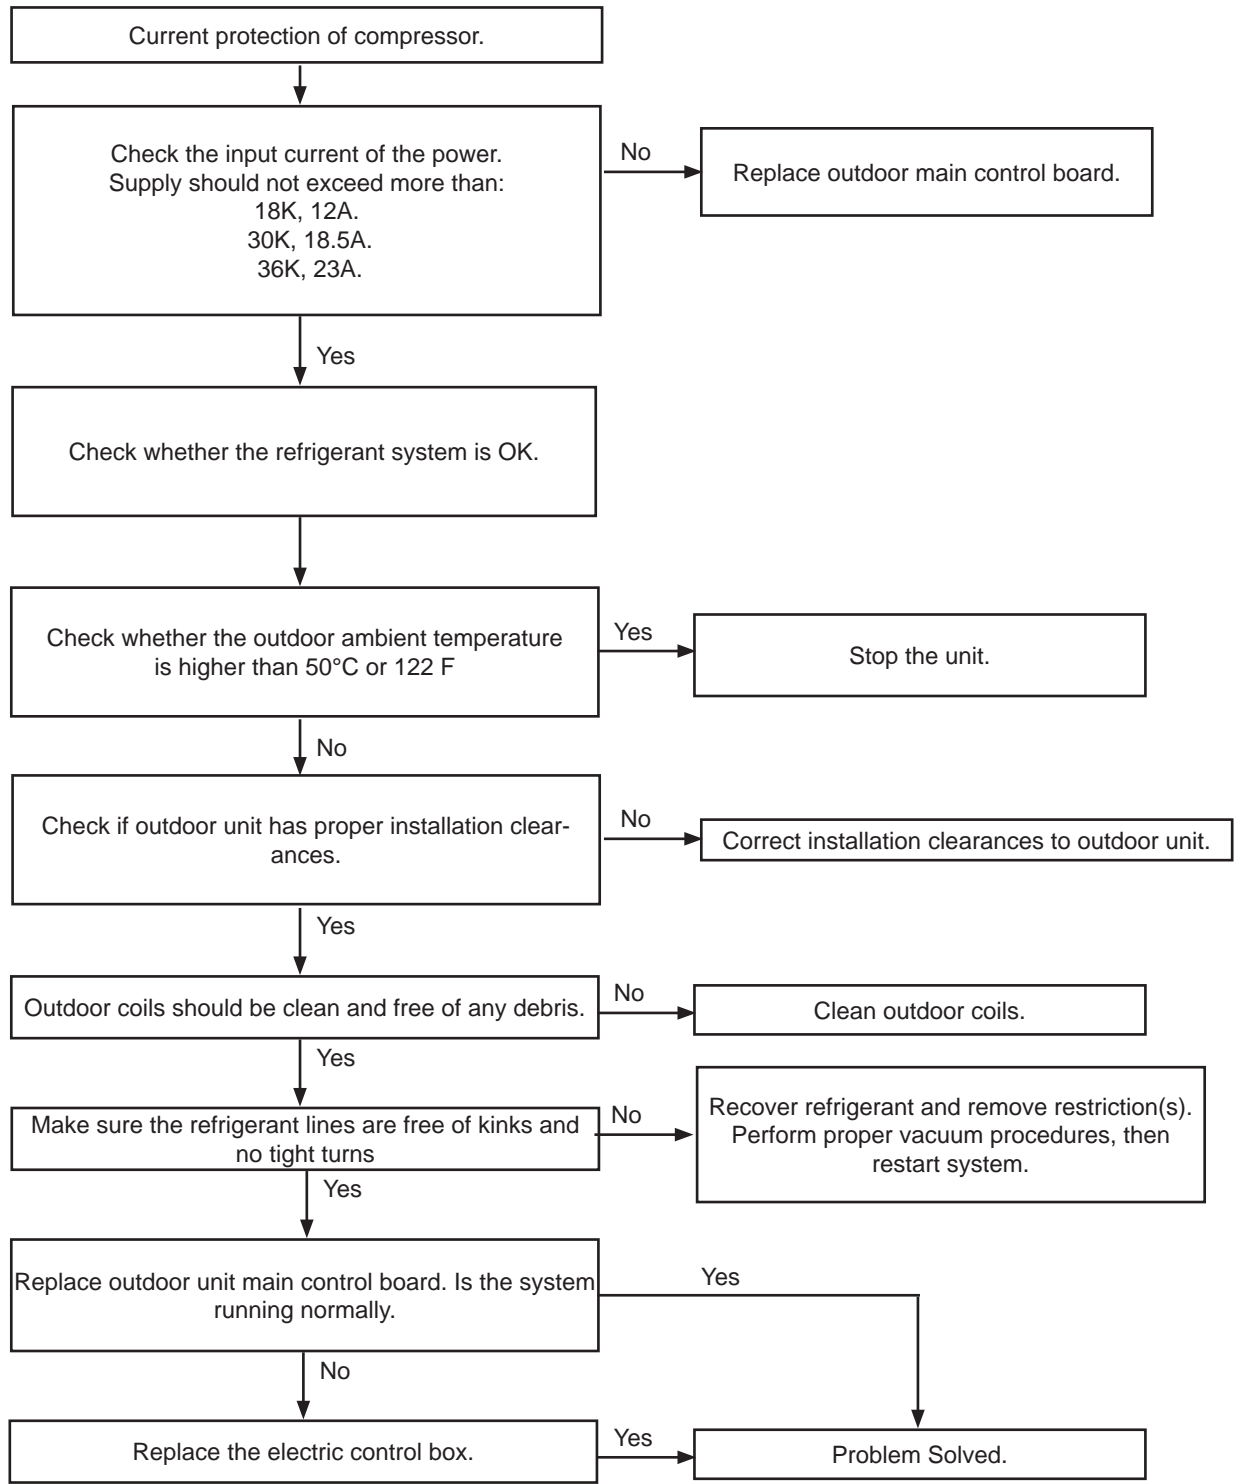 Current protection of compressor.
Check the input current of the power.
Supply should not exceed more than:
18K, 12A.
30K, 18.5A.
36K, 23A.
No
Replace outdoor main control board.
Yes
Check whether the refrigerant system is OK.
Check whether the outdoor ambient temperature
is higher than 50°C or 122 F
Yes
Stop the unit.
No
Check if outdoor unit has proper installation clear-
ances.
No
Correct installation clearances to outdoor unit.
Yes
Outdoor coils should be clean and free of any debris.
No
Clean outdoor coils.
Yes
Make sure the refrigerant lines are free of kinks and
no tight turns
No
Recover refrigerant and remove restriction(s).
Perform proper vacuum procedures, then
restart system.
Yes
Replace outdoor unit main control board. Is the system
running normally.
Yes
No
Replace the electric control box.
Yes
Problem Solved.